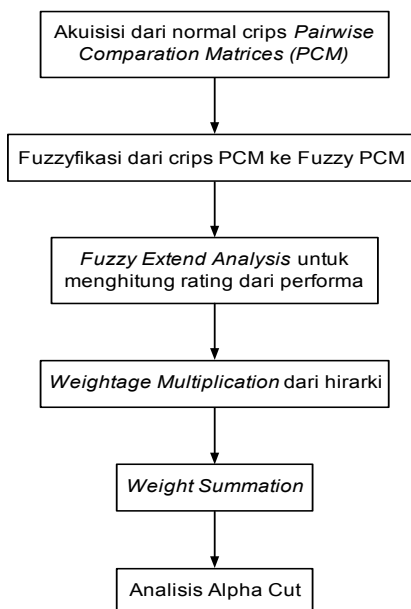 Akuisisi dari normal crips Pairwise
Comparation Matrices (PCM)
Fuzzyfikasi dari crips PCM ke Fuzzy PCM
Fuzzy Extend Analysis untuk
menghitung rating dari performa
Weightage Multiplication dari hirarki
Weight Summation
Analisis Alpha Cut